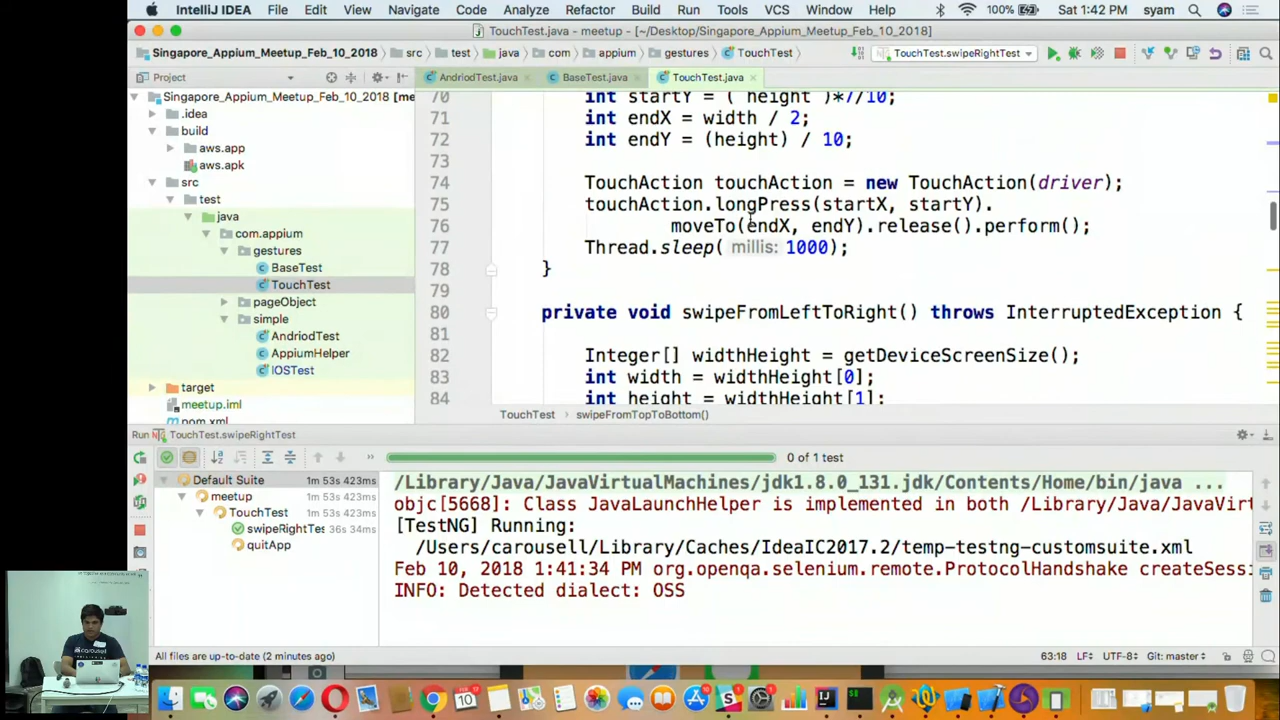 IntelliJ IDEA File Edit View Navigate Code Analyze Refactor Build Run Tools VCS Window Help 100% Sat 1:42 PM syam
TouchTest.java - meetup - [~/Desktop/Singapore_Appium_Meetup_Feb_10_2018]
Singapore_Appium_Meetup_Feb_10_2018 src test java com appium gestures TouchTest TouchTest.swipeRightTest
Project AndriodTest.java BaseTest.java TouchTest.java
Singapore_Appium_Meetup_Feb_10_2018 [me
.idea
build
aws.app
aws.apk
src
test
java
com.appium
gestures
BaseTest
TouchTest
pageObject
simple
AndriodTest
AppiumHelper
IOSTest
target
meetup.iml
pom.xml
70 int startY = ( height )*7/10;
71 int endX = width / 2;
72 int endY = (height) / 10;
73
74 TouchAction touchAction = new TouchAction(driver);
75 touchAction.longPress(startX, startY).
76 moveTo(endX, endY).release().perform();
77 Thread.sleep( millis: 1000);
78 }
79
80 private void swipeFromLeftToRight() throws InterruptedException {
81
82 Integer[] widthHeight = getDeviceScreenSize();
83 int width = widthHeight[0];
84 int height = widthHeight[1];
TouchTest swipeFromTopToBottom()
Run TouchTest.swipeRightTest
0 of 1 test
Default Suite 1m 53s 423ms
meetup 1m 53s 423ms
TouchTest 1m 53s 423ms
swipeRightTes 36s 34ms
quitApp
/Library/Java/JavaVirtualMachines/jdk1.8.0_131.jdk/Contents/Home/bin/java ...
objc[5668]: Class JavaLaunchHelper is implemented in both /Library/Java/JavaVirt
[TestNG] Running:
/Users/carousell/Library/Caches/IdeaIC2017.2/temp-testng-customsuite.xml
Feb 10, 2018 1:41:34 PM org.openqa.selenium.remote.ProtocolHandshake createSessi
INFO: Detected dialect: OSS
All files are up-to-date (2 minutes ago) 63:18 LF UTF-8 Git: master